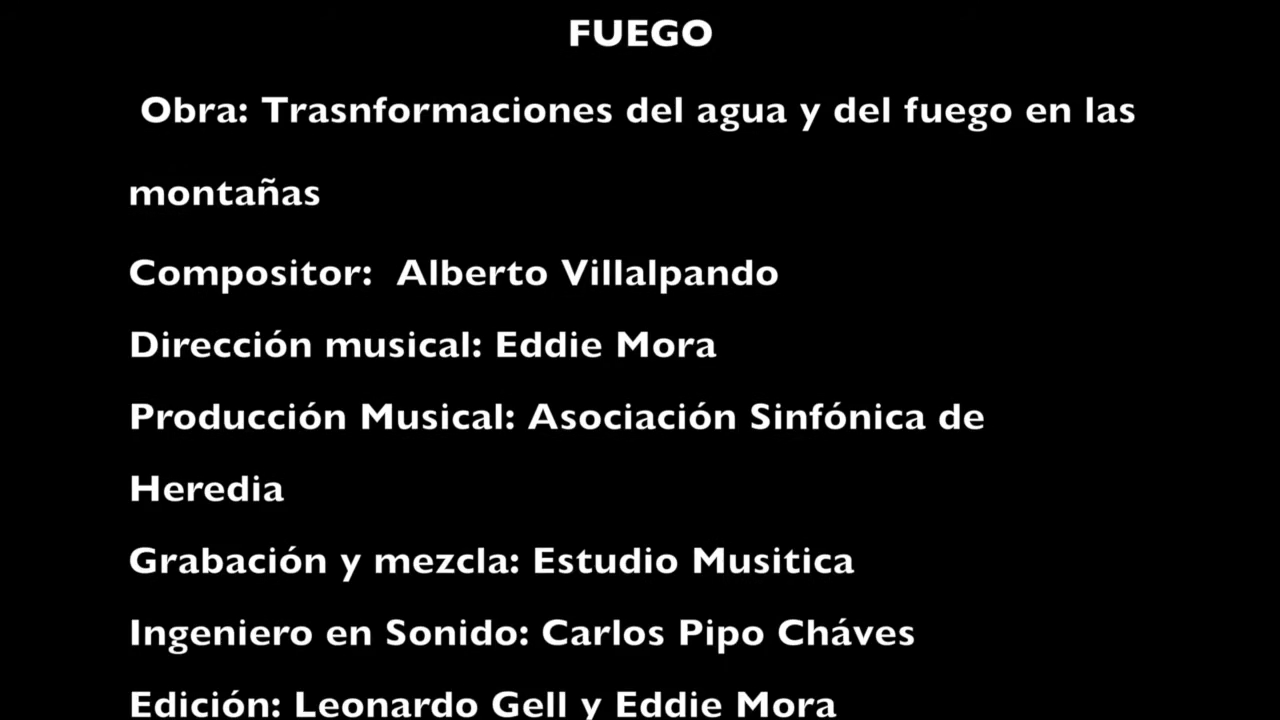 FUEGO
Obra: Trasnformaciones del agua y del fuego en las
montañas
Compositor: Alberto Villalpando
Dirección musical: Eddie Mora
Producción Musical: Asociación Sinfónica de
Heredia
Grabación y mezcla: Estudio Musitica
Ingeniero en Sonido: Carlos Pipo Cháves
Edición: Leonardo Gell y Eddie Mora